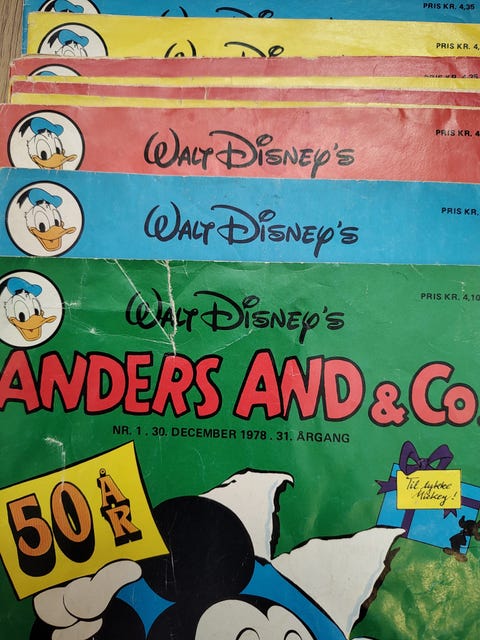 PRIS KR. 4,35
PRIS KR. 4,
PRIS KR. 4
WALT DISNEY'S
PRIS KR.
WALT DISNEY'S
PRIS KR. 4,10
WALT DISNEY'S
ANDERS AND & CO.
NR. 1 . 30. DECEMBER 1978 . 31. ÅRGANG
50 ÅR
Til lykke
Mickey!